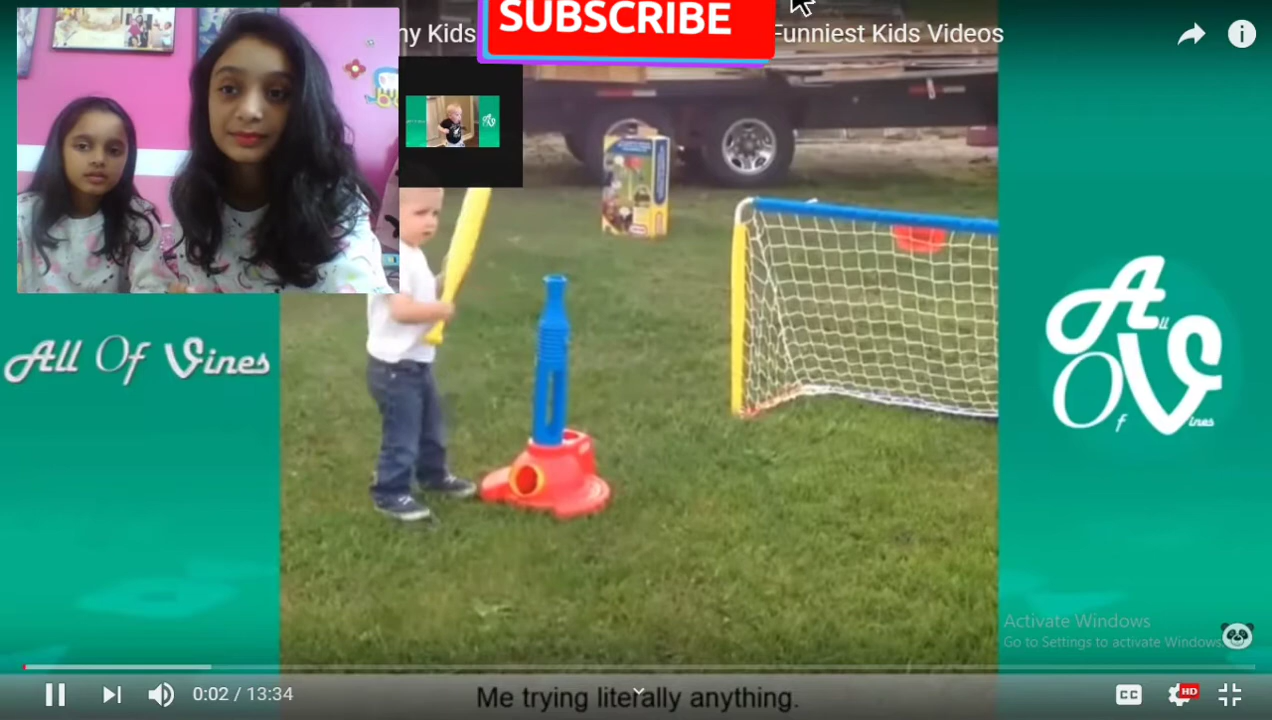 SUBSCRIBE
ny Kids
Funniest Kids Videos
All Of Vines
All
Of
Vines
Activate Windows
Go to Settings to activate Windows.
0:02 / 13:34
CC
HD
Me trying literally anything.